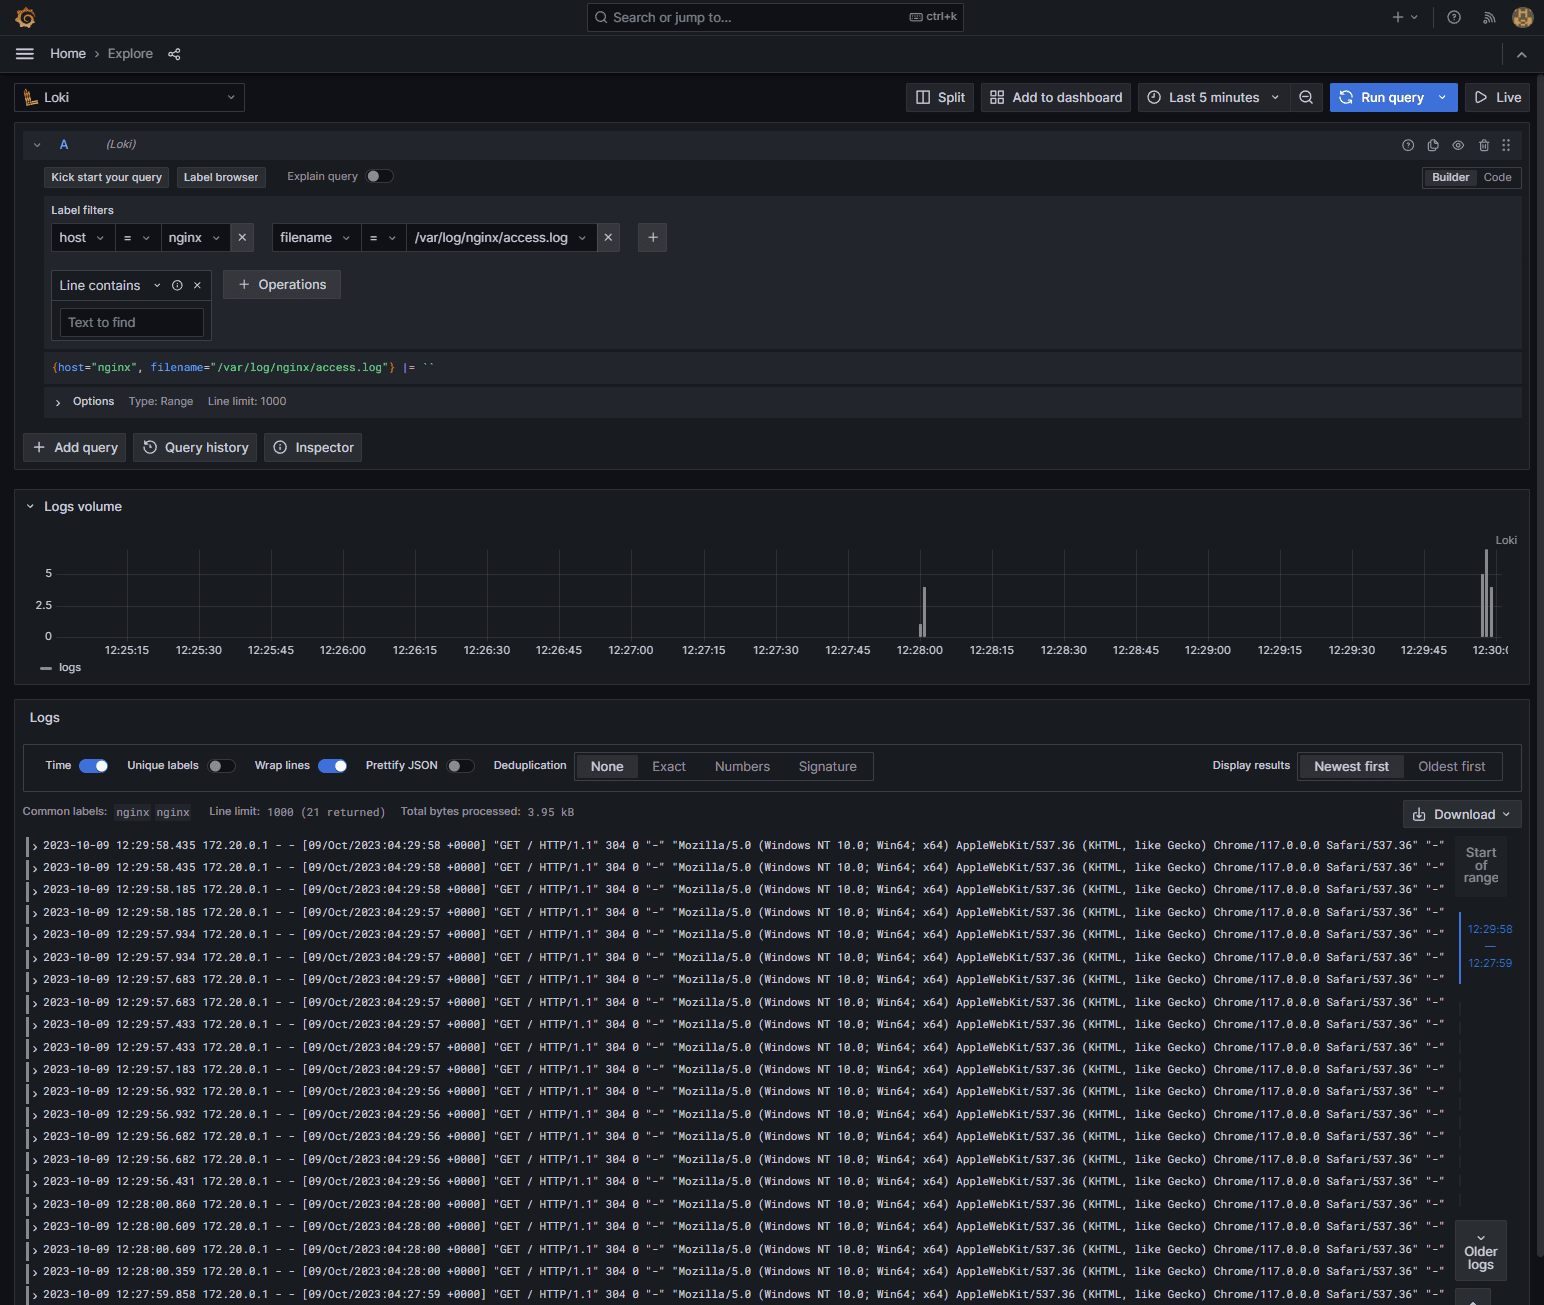 Search or jump to... ctrl+k
Home › Explore
Loki Split Add to dashboard Last 5 minutes Run query Live
A (Loki)
Kick start your query Label browser Explain query Builder Code
Label filters
host = nginx filename = /var/log/nginx/access.log
Line contains Operations
Text to find
{host="nginx", filename="/var/log/nginx/access.log"} |= ``
Options Type: Range Line limit: 1000
Add query Query history Inspector
Logs volume
Loki
5
2.5
0
12:25:15 12:25:30 12:25:45 12:26:00 12:26:15 12:26:30 12:26:45 12:27:00 12:27:15 12:27:30 12:27:45 12:28:00 12:28:15 12:28:30 12:28:45 12:29:00 12:29:15 12:29:30 12:29:45 12:30:0
logs
Logs
Time Unique labels Wrap lines Prettify JSON Deduplication None Exact Numbers Signature Display results Newest first Oldest first
Common labels: nginx nginx Line limit: 1000 (21 returned) Total bytes processed: 3.95 kB Download
2023-10-09 12:29:58.435 172.20.0.1 - - [09/Oct/2023:04:29:58 +0000] "GET / HTTP/1.1" 304 0 "-" "Mozilla/5.0 (Windows NT 10.0; Win64; x64) AppleWebKit/537.36 (KHTML, like Gecko) Chrome/117.0.0.0 Safari/537.36" "-"
2023-10-09 12:29:58.435 172.20.0.1 - - [09/Oct/2023:04:29:58 +0000] "GET / HTTP/1.1" 304 0 "-" "Mozilla/5.0 (Windows NT 10.0; Win64; x64) AppleWebKit/537.36 (KHTML, like Gecko) Chrome/117.0.0.0 Safari/537.36" "-"
2023-10-09 12:29:58.185 172.20.0.1 - - [09/Oct/2023:04:29:58 +0000] "GET / HTTP/1.1" 304 0 "-" "Mozilla/5.0 (Windows NT 10.0; Win64; x64) AppleWebKit/537.36 (KHTML, like Gecko) Chrome/117.0.0.0 Safari/537.36" "-"
2023-10-09 12:29:58.185 172.20.0.1 - - [09/Oct/2023:04:29:57 +0000] "GET / HTTP/1.1" 304 0 "-" "Mozilla/5.0 (Windows NT 10.0; Win64; x64) AppleWebKit/537.36 (KHTML, like Gecko) Chrome/117.0.0.0 Safari/537.36" "-"
2023-10-09 12:29:57.934 172.20.0.1 - - [09/Oct/2023:04:29:57 +0000] "GET / HTTP/1.1" 304 0 "-" "Mozilla/5.0 (Windows NT 10.0; Win64; x64) AppleWebKit/537.36 (KHTML, like Gecko) Chrome/117.0.0.0 Safari/537.36" "-"
2023-10-09 12:29:57.934 172.20.0.1 - - [09/Oct/2023:04:29:57 +0000] "GET / HTTP/1.1" 304 0 "-" "Mozilla/5.0 (Windows NT 10.0; Win64; x64) AppleWebKit/537.36 (KHTML, like Gecko) Chrome/117.0.0.0 Safari/537.36" "-"
2023-10-09 12:29:57.683 172.20.0.1 - - [09/Oct/2023:04:29:57 +0000] "GET / HTTP/1.1" 304 0 "-" "Mozilla/5.0 (Windows NT 10.0; Win64; x64) AppleWebKit/537.36 (KHTML, like Gecko) Chrome/117.0.0.0 Safari/537.36" "-"
2023-10-09 12:29:57.683 172.20.0.1 - - [09/Oct/2023:04:29:57 +0000] "GET / HTTP/1.1" 304 0 "-" "Mozilla/5.0 (Windows NT 10.0; Win64; x64) AppleWebKit/537.36 (KHTML, like Gecko) Chrome/117.0.0.0 Safari/537.36" "-"
2023-10-09 12:29:57.433 172.20.0.1 - - [09/Oct/2023:04:29:57 +0000] "GET / HTTP/1.1" 304 0 "-" "Mozilla/5.0 (Windows NT 10.0; Win64; x64) AppleWebKit/537.36 (KHTML, like Gecko) Chrome/117.0.0.0 Safari/537.36" "-"
2023-10-09 12:29:57.433 172.20.0.1 - - [09/Oct/2023:04:29:57 +0000] "GET / HTTP/1.1" 304 0 "-" "Mozilla/5.0 (Windows NT 10.0; Win64; x64) AppleWebKit/537.36 (KHTML, like Gecko) Chrome/117.0.0.0 Safari/537.36" "-"
2023-10-09 12:29:57.183 172.20.0.1 - - [09/Oct/2023:04:29:57 +0000] "GET / HTTP/1.1" 304 0 "-" "Mozilla/5.0 (Windows NT 10.0; Win64; x64) AppleWebKit/537.36 (KHTML, like Gecko) Chrome/117.0.0.0 Safari/537.36" "-"
2023-10-09 12:29:56.932 172.20.0.1 - - [09/Oct/2023:04:29:56 +0000] "GET / HTTP/1.1" 304 0 "-" "Mozilla/5.0 (Windows NT 10.0; Win64; x64) AppleWebKit/537.36 (KHTML, like Gecko) Chrome/117.0.0.0 Safari/537.36" "-"
2023-10-09 12:29:56.932 172.20.0.1 - - [09/Oct/2023:04:29:56 +0000] "GET / HTTP/1.1" 304 0 "-" "Mozilla/5.0 (Windows NT 10.0; Win64; x64) AppleWebKit/537.36 (KHTML, like Gecko) Chrome/117.0.0.0 Safari/537.36" "-"
2023-10-09 12:29:56.682 172.20.0.1 - - [09/Oct/2023:04:29:56 +0000] "GET / HTTP/1.1" 304 0 "-" "Mozilla/5.0 (Windows NT 10.0; Win64; x64) AppleWebKit/537.36 (KHTML, like Gecko) Chrome/117.0.0.0 Safari/537.36" "-"
2023-10-09 12:29:56.682 172.20.0.1 - - [09/Oct/2023:04:29:56 +0000] "GET / HTTP/1.1" 304 0 "-" "Mozilla/5.0 (Windows NT 10.0; Win64; x64) AppleWebKit/537.36 (KHTML, like Gecko) Chrome/117.0.0.0 Safari/537.36" "-"
2023-10-09 12:29:56.431 172.20.0.1 - - [09/Oct/2023:04:29:56 +0000] "GET / HTTP/1.1" 304 0 "-" "Mozilla/5.0 (Windows NT 10.0; Win64; x64) AppleWebKit/537.36 (KHTML, like Gecko) Chrome/117.0.0.0 Safari/537.36" "-"
2023-10-09 12:28:00.860 172.20.0.1 - - [09/Oct/2023:04:28:00 +0000] "GET / HTTP/1.1" 304 0 "-" "Mozilla/5.0 (Windows NT 10.0; Win64; x64) AppleWebKit/537.36 (KHTML, like Gecko) Chrome/117.0.0.0 Safari/537.36" "-"
2023-10-09 12:28:00.609 172.20.0.1 - - [09/Oct/2023:04:28:00 +0000] "GET / HTTP/1.1" 304 0 "-" "Mozilla/5.0 (Windows NT 10.0; Win64; x64) AppleWebKit/537.36 (KHTML, like Gecko) Chrome/117.0.0.0 Safari/537.36" "-"
2023-10-09 12:28:00.609 172.20.0.1 - - [09/Oct/2023:04:28:00 +0000] "GET / HTTP/1.1" 304 0 "-" "Mozilla/5.0 (Windows NT 10.0; Win64; x64) AppleWebKit/537.36 (KHTML, like Gecko) Chrome/117.0.0.0 Safari/537.36" "-"
2023-10-09 12:28:00.359 172.20.0.1 - - [09/Oct/2023:04:28:00 +0000] "GET / HTTP/1.1" 304 0 "-" "Mozilla/5.0 (Windows NT 10.0; Win64; x64) AppleWebKit/537.36 (KHTML, like Gecko) Chrome/117.0.0.0 Safari/537.36" "-"
2023-10-09 12:27:59.858 172.20.0.1 - - [09/Oct/2023:04:27:59 +0000] "GET / HTTP/1.1" 304 0 "-" "Mozilla/5.0 (Windows NT 10.0; Win64; x64) AppleWebKit/537.36 (KHTML, like Gecko) Chrome/117.0.0.0 Safari/537.36" "-"
Start
of
range
12:29:58
—
12:27:59
Older
logs